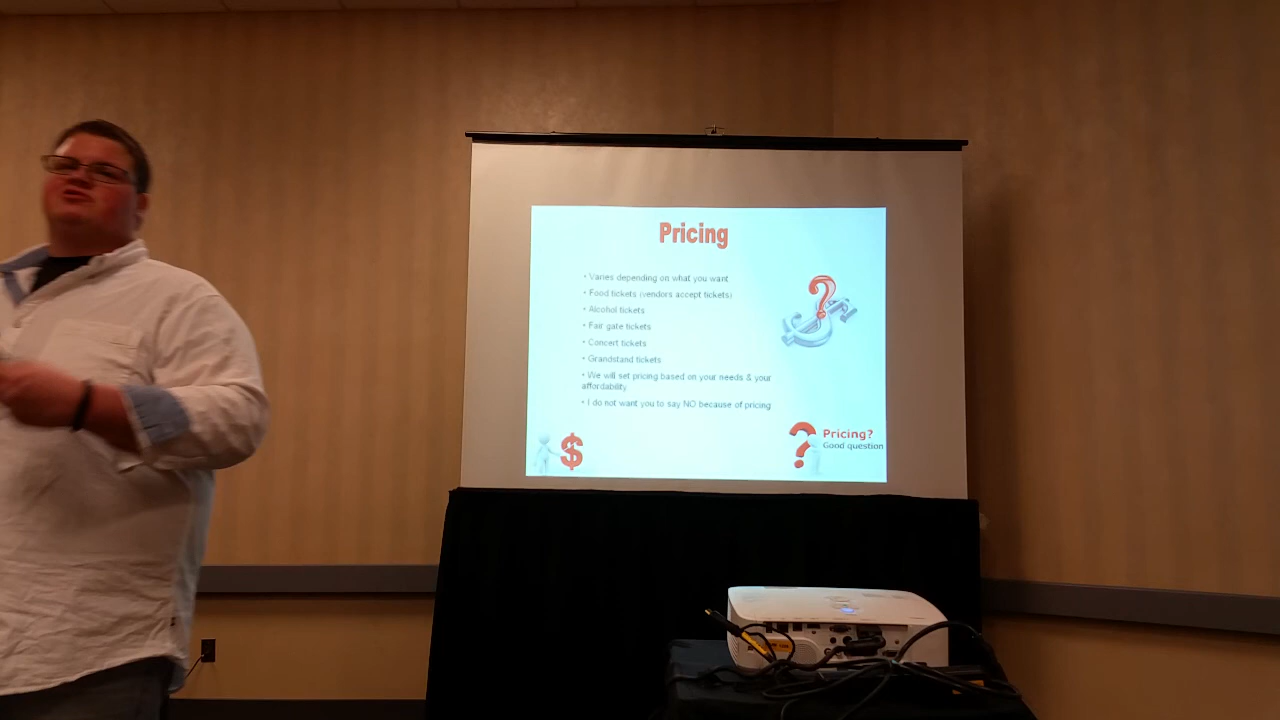 Pricing
• Varies depending on what you want
• Food tickets (vendors accept tickets)
• Alcohol tickets
• Fair gate tickets
• Concert tickets
• Grandstand tickets
• We will set pricing based on your needs & your
affordability
• I do not want you to say NO because of pricing
$
Pricing?
Good question